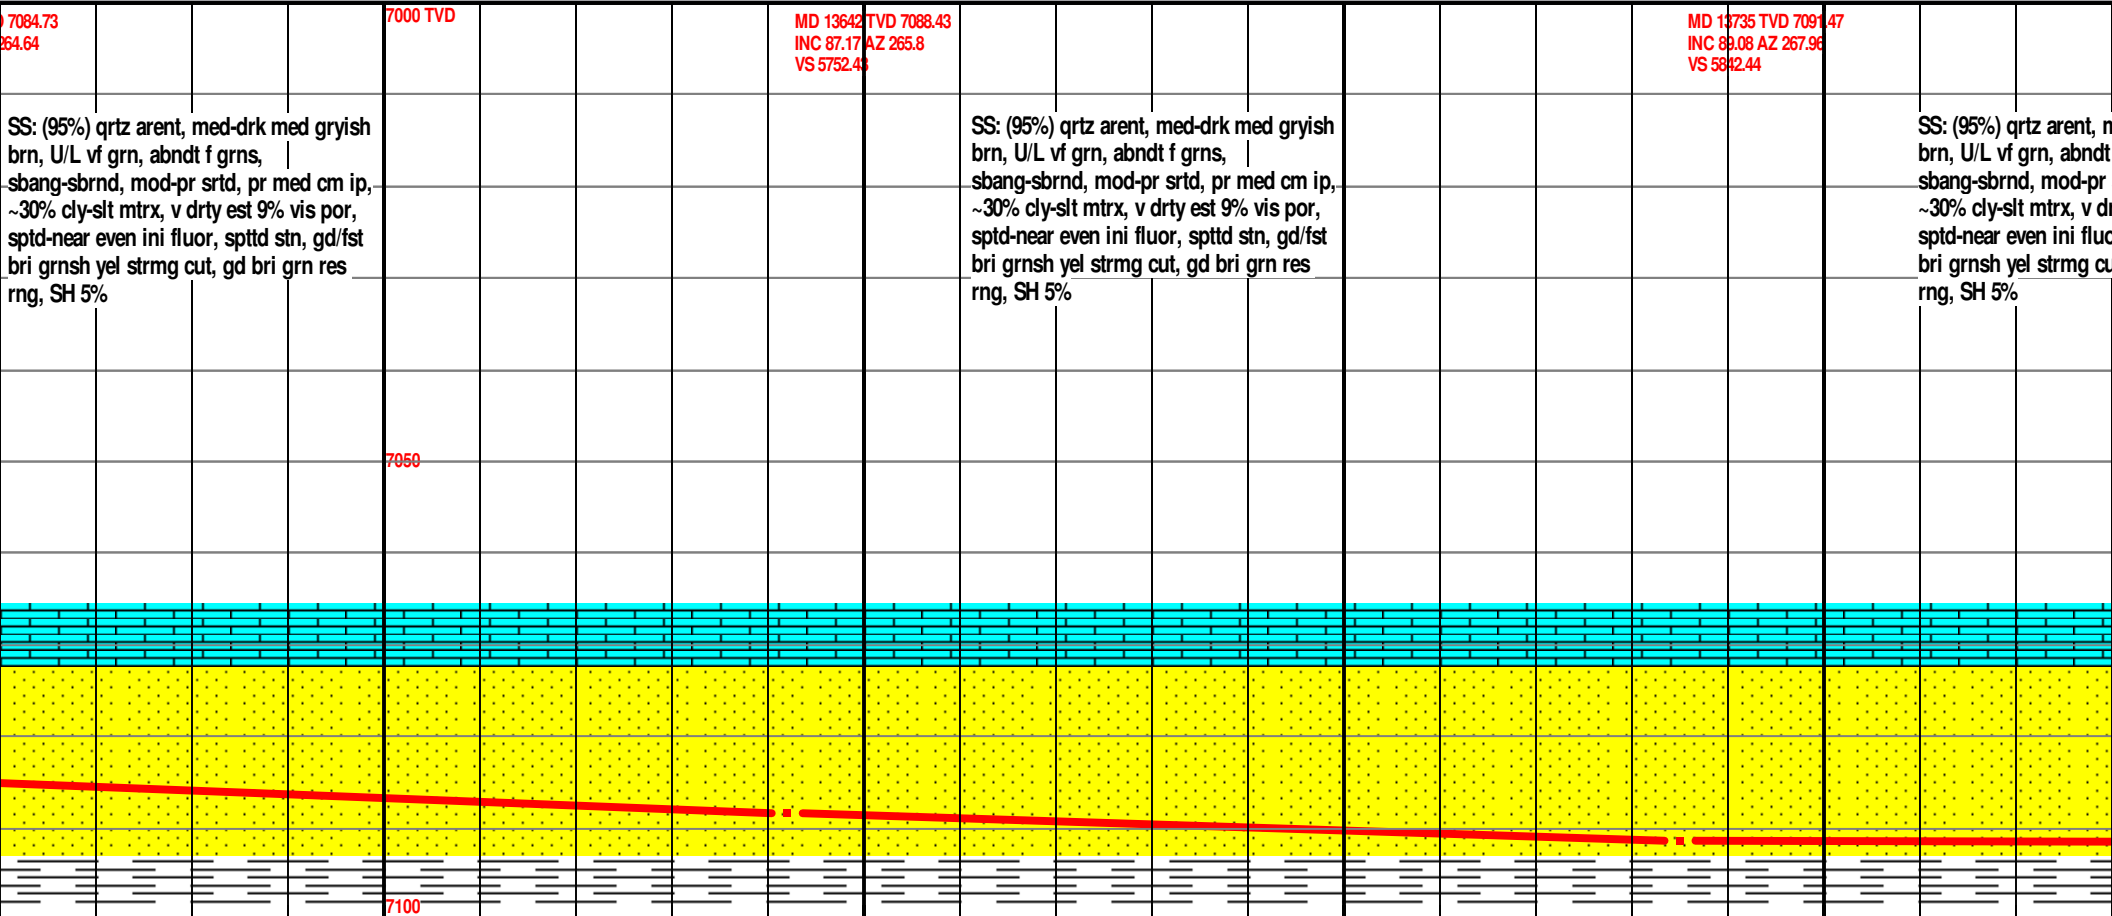 7084.73
264.64
7000 TVD
MD 13642 TVD 7088.43
INC 87.17 AZ 265.8
VS 5752.43
MD 13735 TVD 7091.47
INC 89.08 AZ 267.96
VS 5842.44
SS: (95%) qrtz arent, med-drk med gryish
brn, U/L vf grn, abndt f grns,
sbang-sbrnd, mod-pr srtd, pr med cm ip,
~30% cly-slt mtrx, v drty est 9% vis por,
sptd-near even ini fluor, spttd stn, gd/fst
bri grnsh yel strmg cut, gd bri grn res
rng, SH 5%
SS: (95%) qrtz arent, med-drk med gryish
brn, U/L vf grn, abndt f grns,
sbang-sbrnd, mod-pr srtd, pr med cm ip,
~30% cly-slt mtrx, v drty est 9% vis por,
sptd-near even ini fluor, spttd stn, gd/fst
bri grnsh yel strmg cut, gd bri grn res
rng, SH 5%
SS: (95%) qrtz arent,
brn, U/L vf grn, abndt
sbang-sbrnd, mod-pr
~30% cly-slt mtrx, v
sptd-near even ini
bri grnsh yel strmg
rng, SH 5%
7050
7100